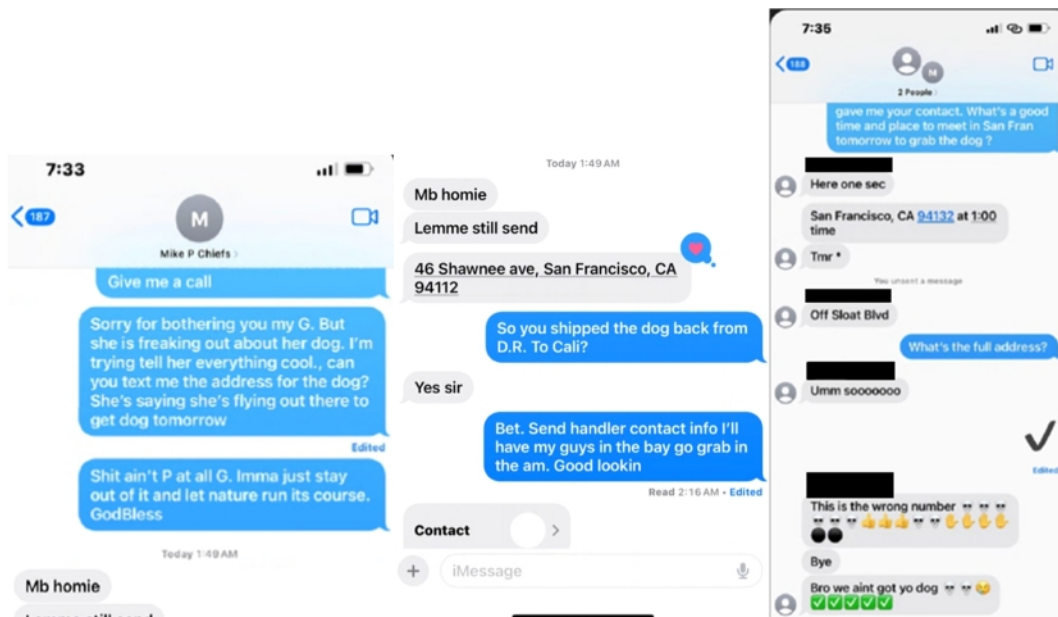 7:33
187
M
Mike P Chiefs
Give me a call
Sorry for bothering you my G. But
she is freaking out about her dog. I'm
trying tell her everything cool., can
you text me the address for the dog?
She's saying she's flying out there to
get dog tomorrow
Edited
Shit ain't P at all G. Imma just stay
out of it and let nature run its course.
GodBless
Today 1:49 AM
Mb homie
Today 1:49 AM
Mb homie
Lemme still send
46 Shawnee ave, San Francisco, CA
94112
So you shipped the dog back from
D.R. To Cali?
Yes sir
Bet. Send handler contact info I'll
have my guys in the bay go grab in
the am. Good lookin
Read 2:16 AM • Edited
Contact
iMessage
7:35
188
M
2 People
gave me your contact. What's a good
time and place to meet in San Fran
tomorrow to grab the dog ?
Here one sec
San Francisco, CA 94132 at 1:00
time
Tmr *
You unsent a message
Off Sloat Blvd
What's the full address?
Umm sooooooo
Edited
This is the wrong number 💀💀💀
💀💀💀👍👍👍💀💀✋✋✋✋
Bye
Bro we aint got yo dog
✅✅✅✅✅